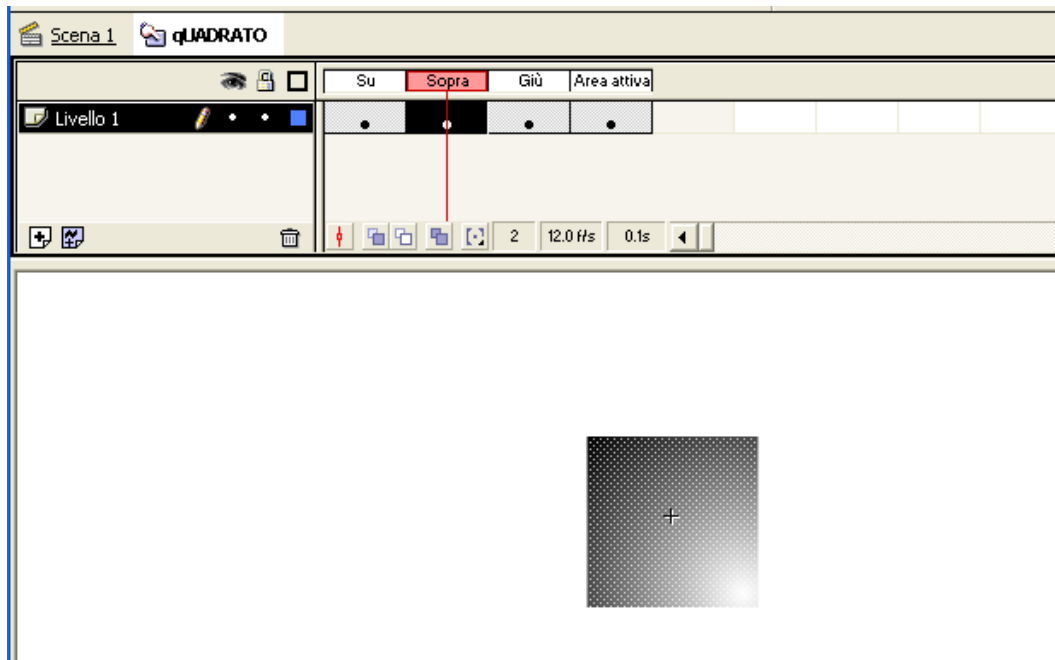 Scena 1 qUADRATO
Su Sopra Giù Area attiva
Livello 1
2 12.0 f/s 0.1s